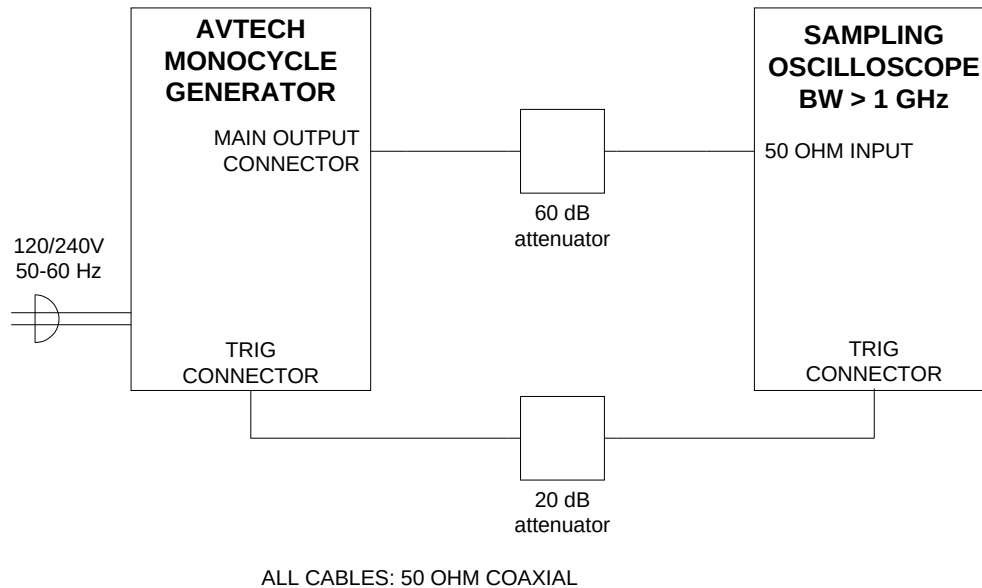 AVTECH
MONOCYCLE
GENERATOR
MAIN OUTPUT
CONNECTOR
SAMPLING
OSCILLOSCOPE
BW > 1 GHz
50 OHM INPUT
60 dB
attenuator
120/240V
50-60 Hz
TRIG
CONNECTOR
TRIG
CONNECTOR
20 dB
attenuator
ALL CABLES: 50 OHM COAXIAL